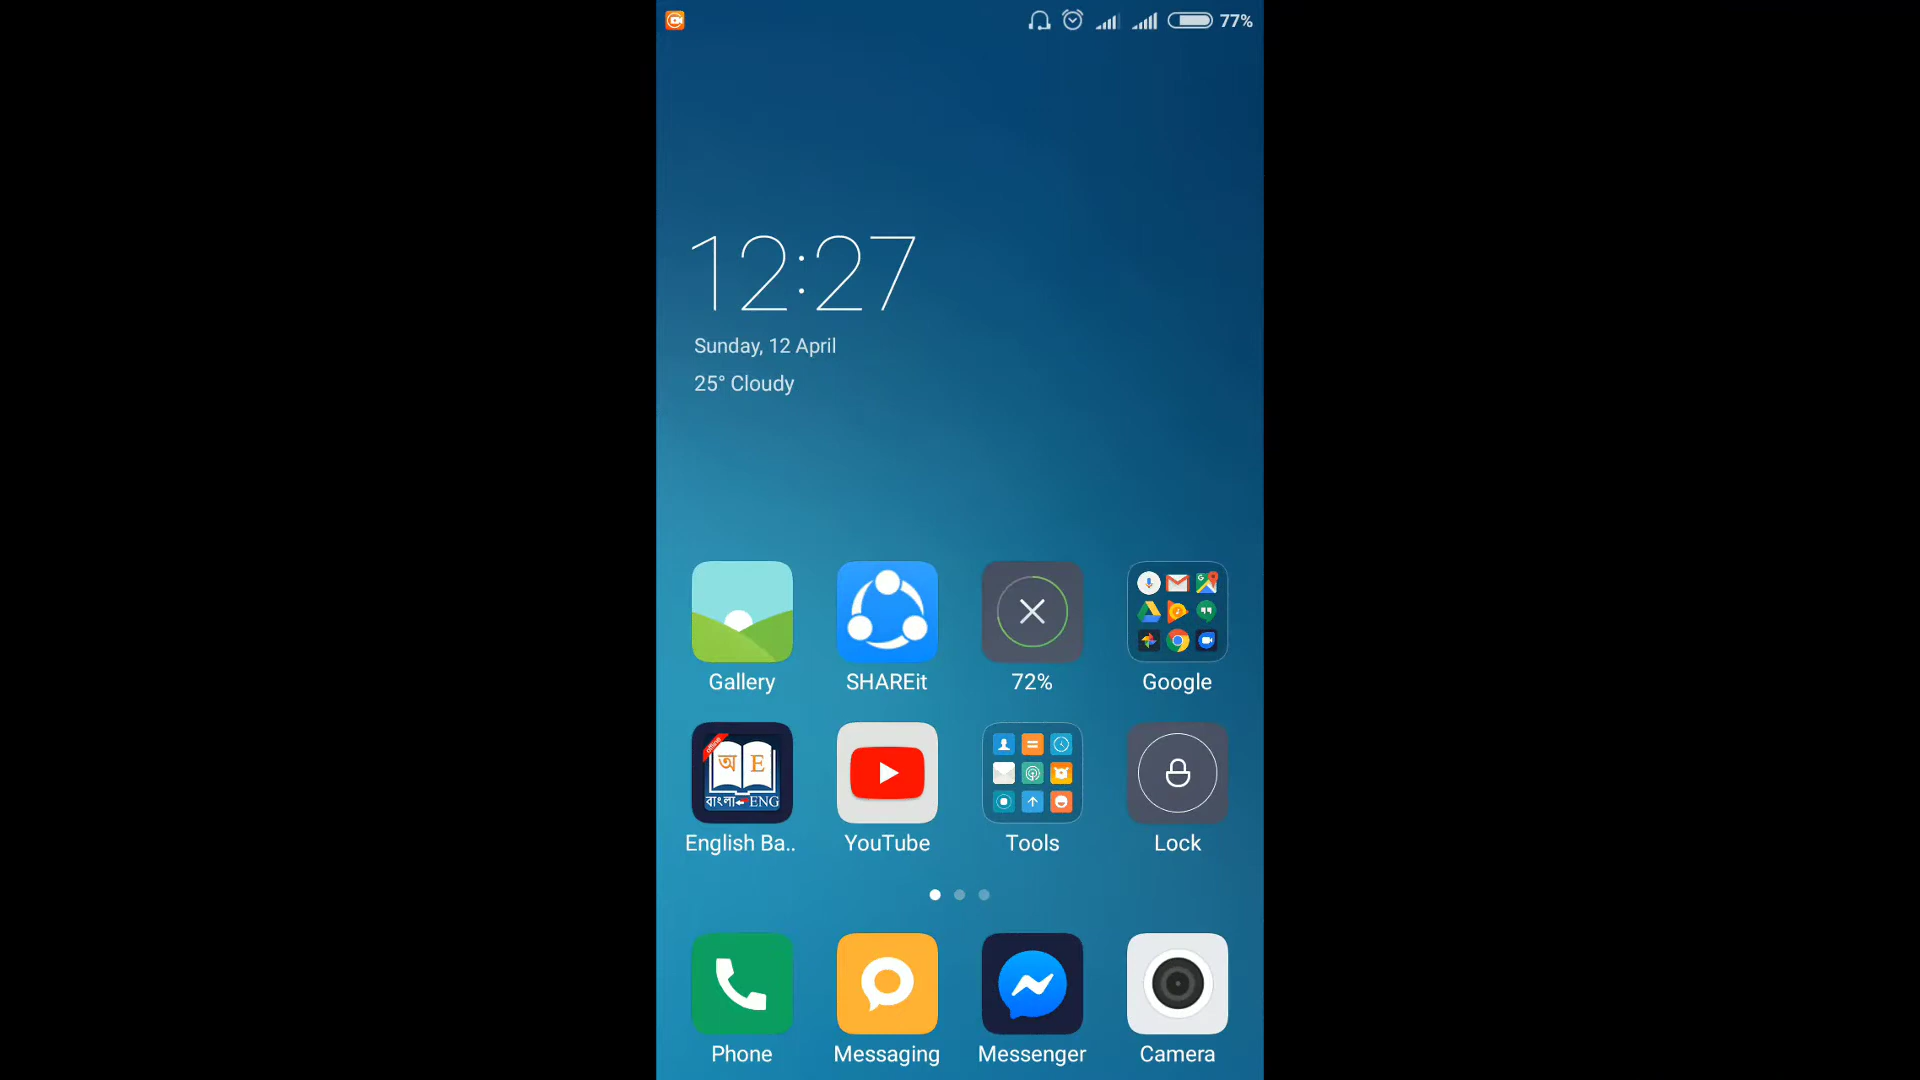 77%
12:27
Sunday, 12 April
25° Cloudy
Gallery
SHAREit
72%
Google
অ E
বাংলা ENG
English Ba..
YouTube
Tools
Lock
Phone
Messaging
Messenger
Camera